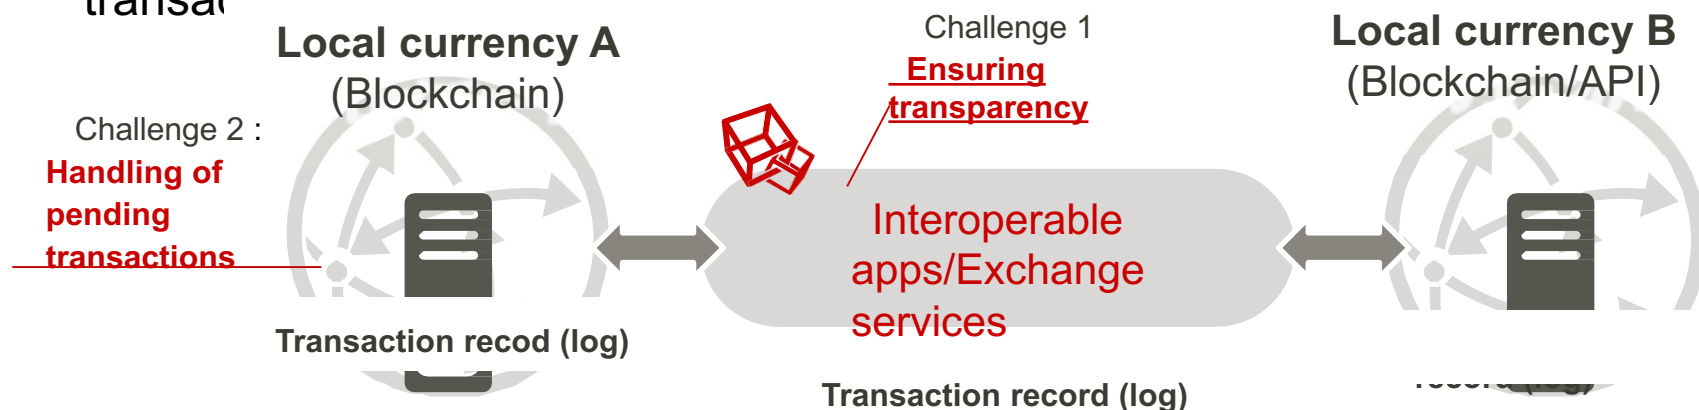 Local currency A
(Blockchain)
Challenge 2 :
Handling of
pending
transactions
Transaction recod (log)
Challenge 1
Ensuring
transparency
Interoperable
apps/Exchange
services
Transaction record (log)
Local currency B
(Blockchain/API)